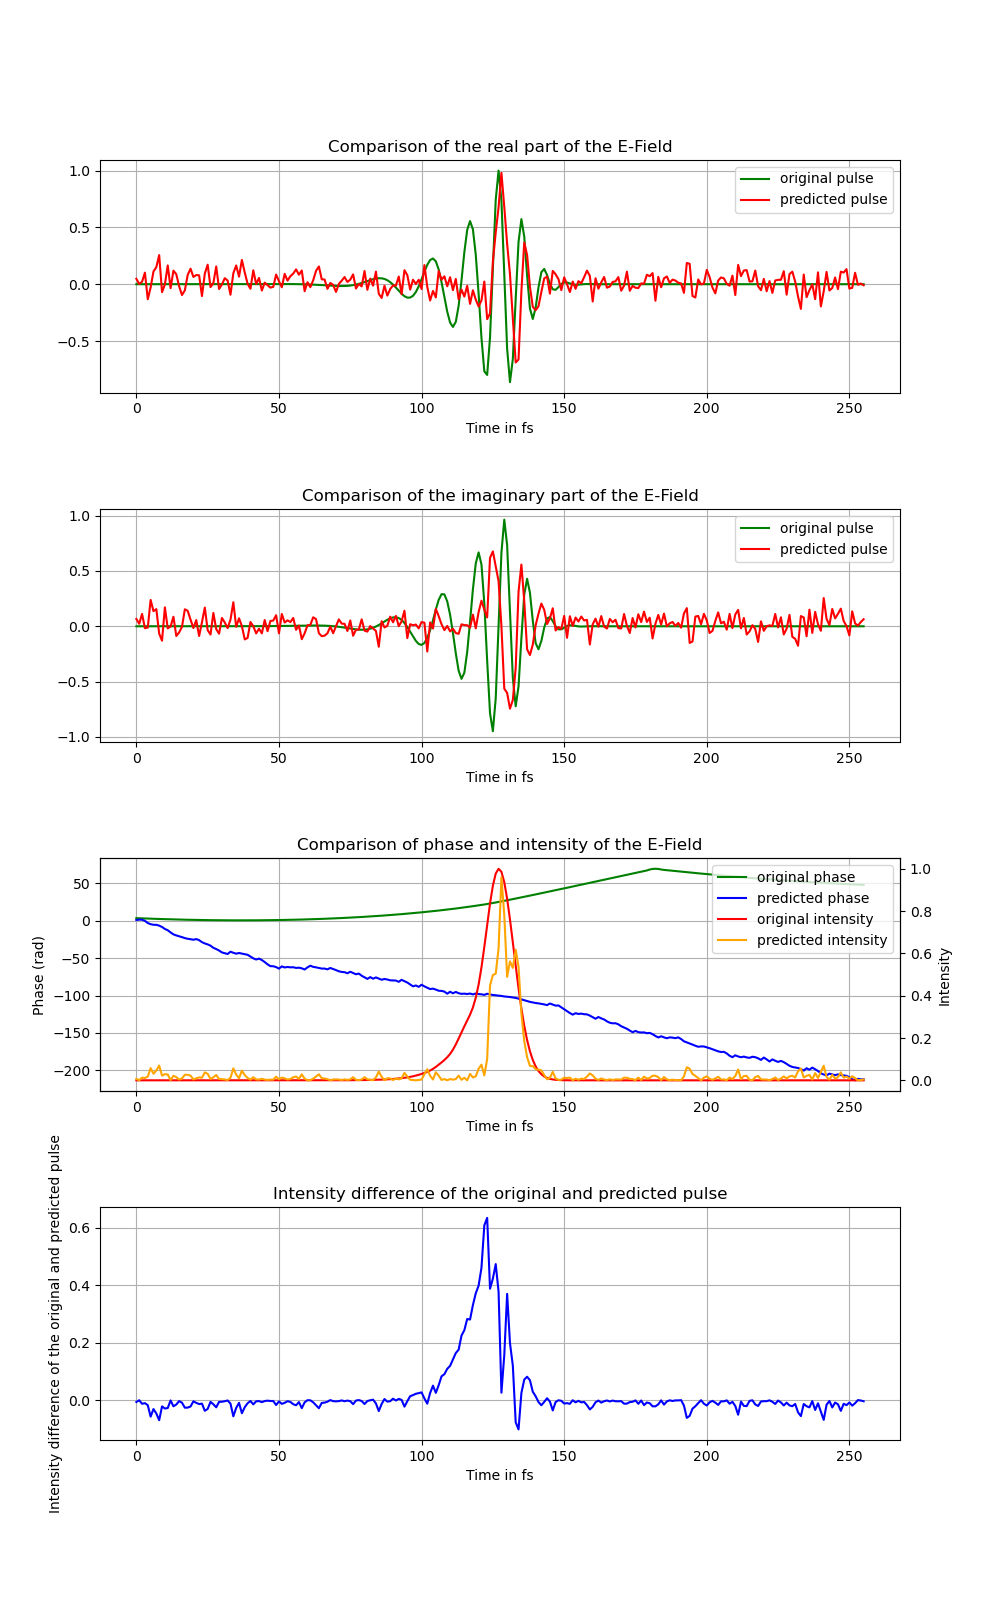 Comparison of the real part of the E-Field
1.0
0.5
0.0
−0.5
original pulse
predicted pulse
0 50 100 150 200 250
Time in fs
Comparison of the imaginary part of the E-Field
1.0
0.5
0.0
−0.5
−1.0
original pulse
predicted pulse
0 50 100 150 200 250
Time in fs
Comparison of phase and intensity of the E-Field
Phase (rad)
50
0
−50
−100
−150
−200
original phase
predicted phase
original intensity
predicted intensity
1.0
0.8
0.6
0.4
0.2
0.0
Intensity
0 50 100 150 200 250
Time in fs
Intensity difference of the original and predicted pulse
Intensity difference of the original and predicted pulse
0.6
0.4
0.2
0.0
0 50 100 150 200 250
Time in fs